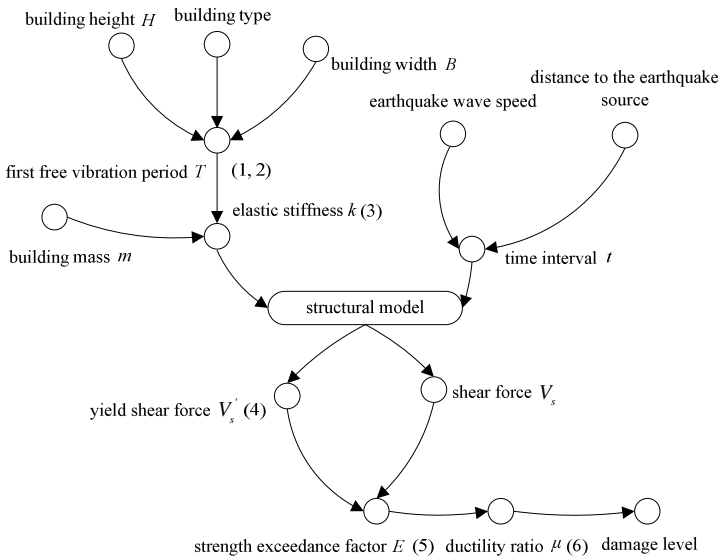 building height H
building type
building width B
earthquake wave speed
distance to the earthquake
source
first free vibration period T (1, 2)
elastic stiffness k (3)
building mass m
time interval t
structural model
yield shear force Vs' (4)
shear force Vs
strength exceedance factor E (5)
ductility ratio μ (6)
damage level